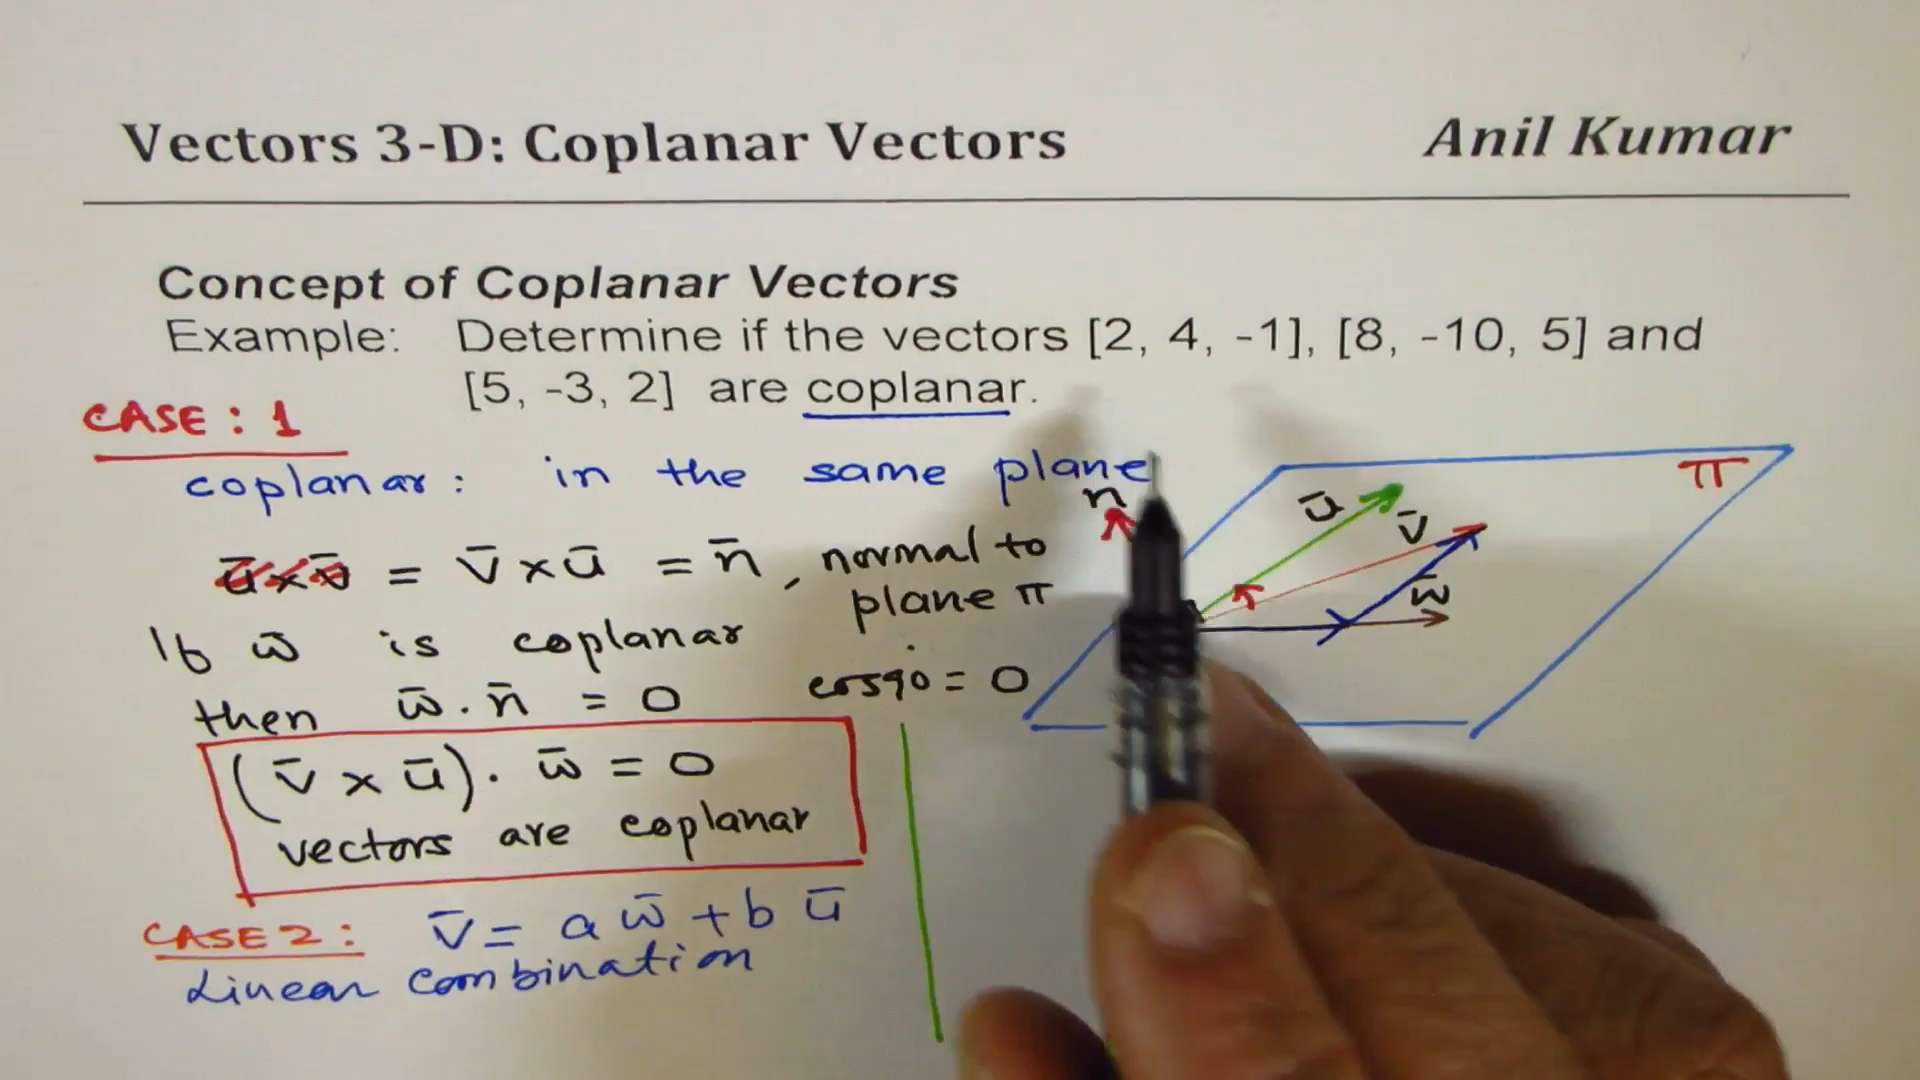 Vectors 3-D: Coplanar Vectors Anil Kumar
Concept of Coplanar Vectors
Example: Determine if the vectors [2, 4, -1], [8, -10, 5] and
[5, -3, 2] are coplanar.
CASE: 1
coplanar: in the same plane
u̅×v̅ = v̅×u̅ = n̅, normal to
plane π
If w̅ is coplanar
then w̅.n̅ = 0 cos90° = 0
(v̅ × u̅). w̅ = 0
vectors are coplanar
CASE 2: v̅ = a w̅ + b u̅
Linear combination
n
u̅
v̅
w̅
π